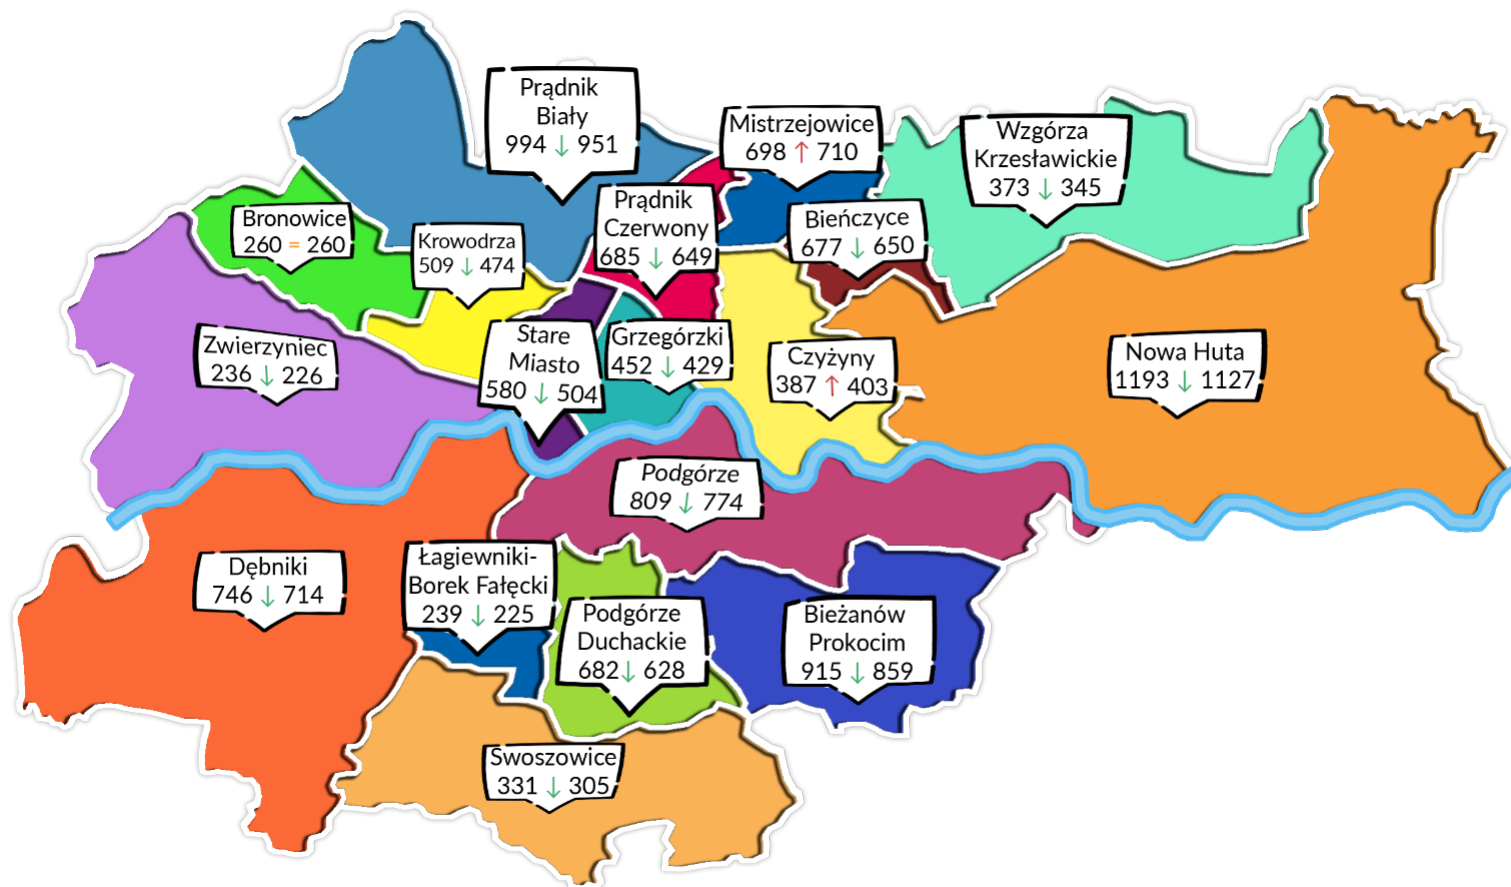 Prądnik
Biały
994 ↓ 951
Mistrzejowice
698 ↑ 710
Wzgórza
Krzesławickie
373 ↓ 345
Bronowice
260 = 260
Krowodrza
509 ↓ 474
Prądnik
Czerwony
685 ↓ 649
Bieńczyce
677 ↓ 650
Zwierzyniec
236 ↓ 226
Stare
Miasto
580 ↓ 504
Grzegórzki
452 ↓ 429
Czyżyny
387 ↑ 403
Nowa Huta
1193 ↓ 1127
Podgórze
809 ↓ 774
Dębniki
746 ↓ 714
Łagiewniki-
Borek Fałęcki
239 ↓ 225
Podgórze
Duchackie
682↓ 628
Bieżanów
Prokocim
915 ↓ 859
Swoszowice
331 ↓ 305